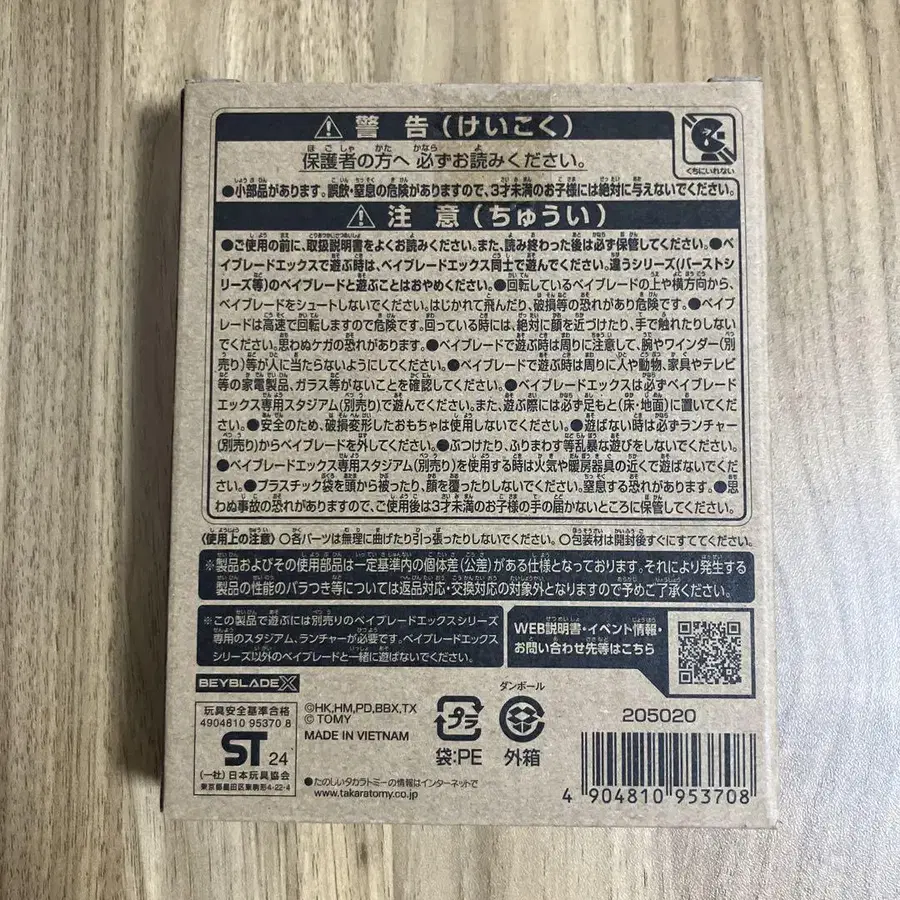 ⚠ 警告(けいこく)
保護者の方へ 必ずお読みください。
くちにいれない
●小部品があります。誤飲・窒息の危険がありますので、3才未満のお子様には絶対に与えないでください。
⚠ 注意(ちゅうい)
●ご使用の前に、取扱説明書をよくお読みください。また、読み終わった後は必ず保管してください。●ベイ
ブレードエックスで遊ぶ時は、ベイブレードエックス同士で遊んでください。違うシリーズ(バーストシ
リーズ等)のベイブレードと遊ぶことはおやめください。●回転しているベイブレードの上や横方向から、
ベイブレードをシュートしないでください。はじかれて飛んだり、破損等の恐れがあり危険です。●ベイブ
レードは高速で回転しますので危険です。回っている時には、絶対に顔を近づけたり、手で触れたりしない
でください。思わぬケガの恐れがあります。●ベイブレードで遊ぶ時は周りに注意して、腕やワインダー(別
売り)等が人に当たらないようにしてください。●ベイブレードで遊ぶ時は周りに人や動物、家具やテレビ
等の家電製品、ガラス等がないことを確認してください。●ベイブレードエックスは必ずベイブレード
エックス専用スタジアム(別売り)で遊んでください。また、遊ぶ際には必ず足もと(床・地面)に置いてくだ
さい。●安全のため、破損変形したおもちゃは使用しないでください。●遊ばない時は必ずランチャー
(別売り)からベイブレードを外してください。●ぶつけたり、ふりまわす等乱暴な遊びをしないでください。
●ベイブレードエックス専用スタジアム(別売り)を使用する時は火気や暖房器具の近くで遊ばないでくだ
さい。●プラスチック袋を頭から被ったり、顔を覆ったりしないでください。窒息する恐れがあります。●思
わぬ事故の恐れがありますので、ご使用後は3才未満のお子様の手の届かないところに保管してください。
〈使用上の注意〉○各パーツは無理に曲げたり引っ張ったりしないでください。○包装材は開封後すぐにすててください。
※製品およびその使用部品は一定基準内の個体差(公差)がある仕様となっております。それにより発生する
製品の性能のバラつき等については返品対応・交換対応の対象外となりますので予めご了承ください。
※この製品で遊ぶには別売りのベイブレードエックスシリーズ
専用のスタジアム、ランチャーが必要です。ベイブレードエックス
シリーズ以外のベイブレードと一緒に遊ばないでください。
WEB説明書・イベント情報・
お問い合わせ先等はこちら
BEYBLADE X
玩具安全基準合格
4904810 95370 8
ST 24
(一社)日本玩具協会
東京都墨田区東駒形4-22-4
©HK,HM,PD,BBX,TX
© TOMY
MADE IN VIETNAM
●たのしいタカラトミーの情報はインターネットで
www.takaratomy.co.jp
プラ
袋:PE
ダンボール
外箱
205020
4 904810 953708